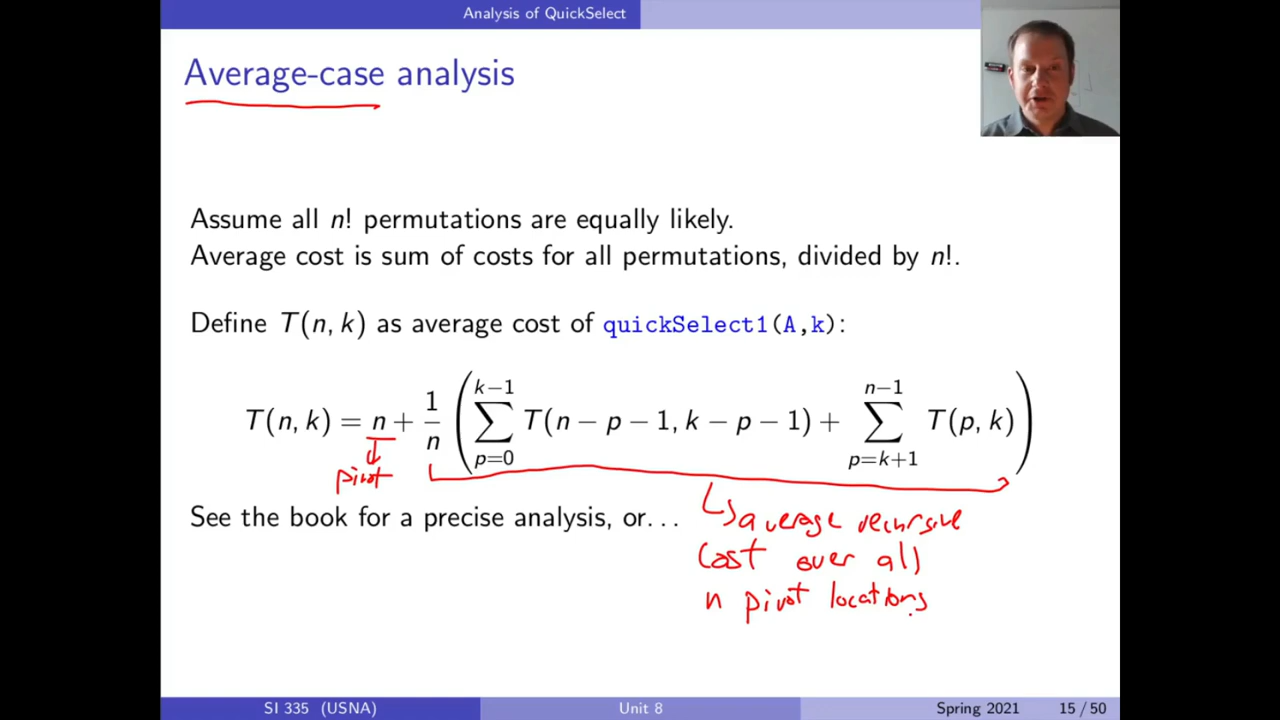 Analysis of QuickSelect
Average-case analysis
Assume all n! permutations are equally likely.
Average cost is sum of costs for all permutations, divided by n!.
Define T(n, k) as average cost of quickSelect1(A,k):
T(n, k) = n + 1/n ( ∑_{p=0}^{k−1} T(n − p − 1, k − p − 1) + ∑_{p=k+1}^{n−1} T(p, k) )
pivot
See the book for a precise analysis, or...
average recursive
cost over all
n pivot locations
SI 335 (USNA) Unit 8 Spring 2021 15 / 50